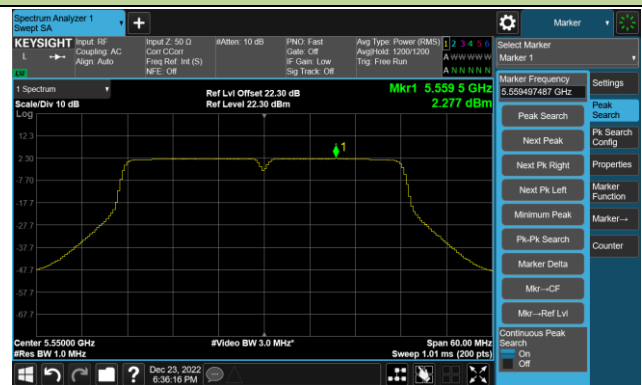 Spectrum Analyzer 1
Swept SA
+
Marker
KEYSIGHT
L
Input: RF
Coupling: AC
Align: Auto
Input Z: 50 Ω
Corr CCorr
Freq Ref: Int (S)
NFE: Off
#Atten: 10 dB
PNO: Fast
Gate: Off
IF Gain: Low
Sig Track: Off
Avg Type: Power (RMS)
Avg|Hold: 1200/1200
Trig: Free Run
1 2 3 4 5 6
A W W W W W
A N N N N N
Select Marker
Marker 1
1 Spectrum
Scale/Div 10 dB
Log
Ref Lvl Offset 22.30 dB
Ref Level 22.30 dBm
Mkr1 5.559 5 GHz
2.277 dBm
1
12.3
2.30
-7.70
-17.7
-27.7
-37.7
-47.7
-57.7
-67.7
Center 5.55000 GHz
#Res BW 1.0 MHz
#Video BW 3.0 MHz*
Span 60.00 MHz
Sweep 1.01 ms (200 pts)
Marker Frequency
5.559497487 GHz
Peak Search
Next Peak
Next Pk Right
Next Pk Left
Minimum Peak
Pk-Pk Search
Marker Delta
Mkr→CF
Mkr→Ref Lvl
Continuous Peak
Search
On
Off
Settings
Peak
Search
Pk Search
Config
Properties
Marker
Function
Marker→
Counter
?
Dec 23, 2022
6:36:16 PM